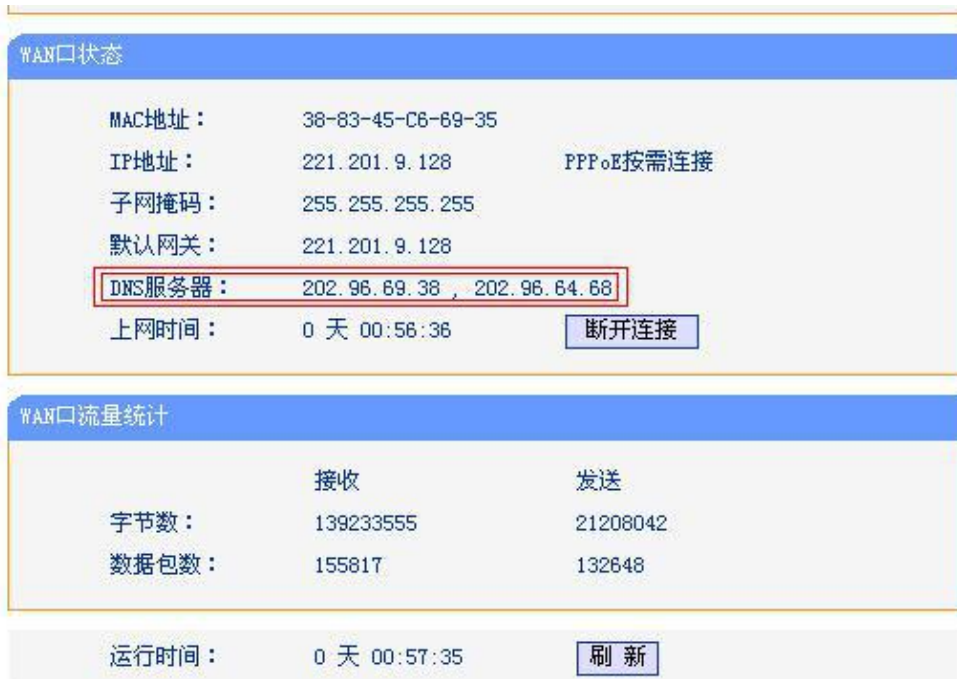 WAN口状态
MAC地址： 38-83-45-C6-69-35
IP地址： 221.201.9.128 PPPoE按需连接
子网掩码： 255.255.255.255
默认网关： 221.201.9.128
DNS服务器： 202.96.69.38 , 202.96.64.68
上网时间： 0 天 00:56:36 断开连接
WAN口流量统计
接收 发送
字节数： 139233555 21208042
数据包数： 155817 132648
运行时间： 0 天 00:57:35 刷 新